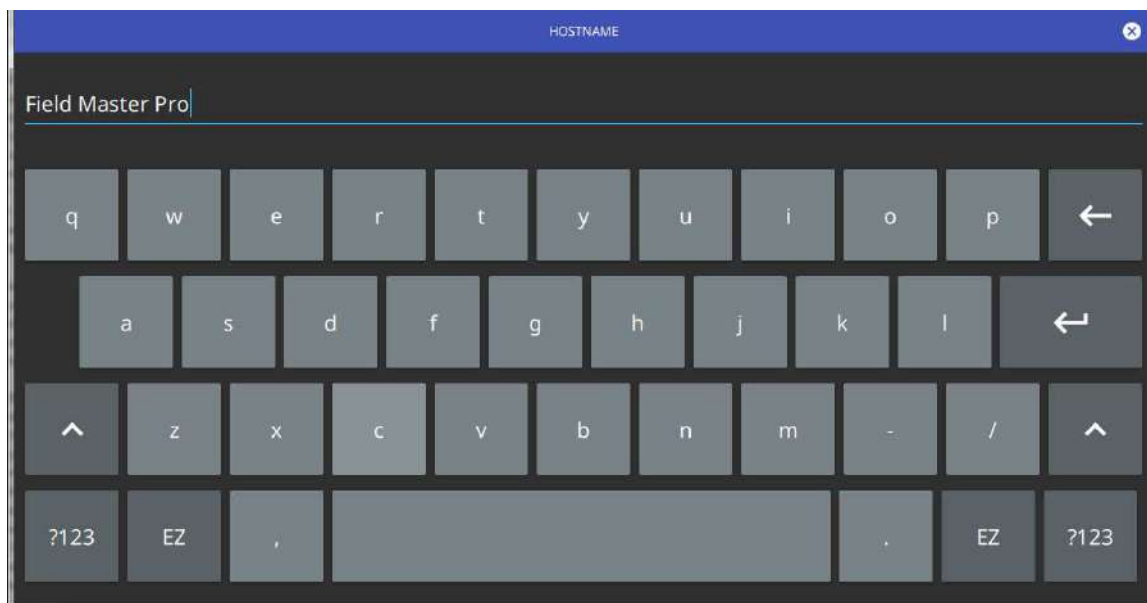 HOSTNAME
Field Master Pro
q w e r t y u i o p
a s d f g h j k l
z x c v b n m - /
?123 EZ , . EZ ?123